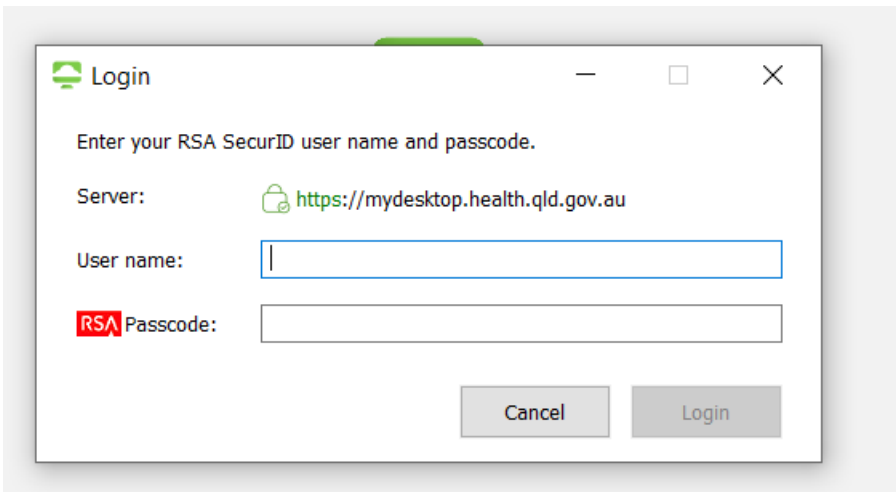 Login
Enter your RSA SecurID user name and passcode.
Server: https://mydesktop.health.qld.gov.au
User name:
RSA Passcode:
Cancel Login